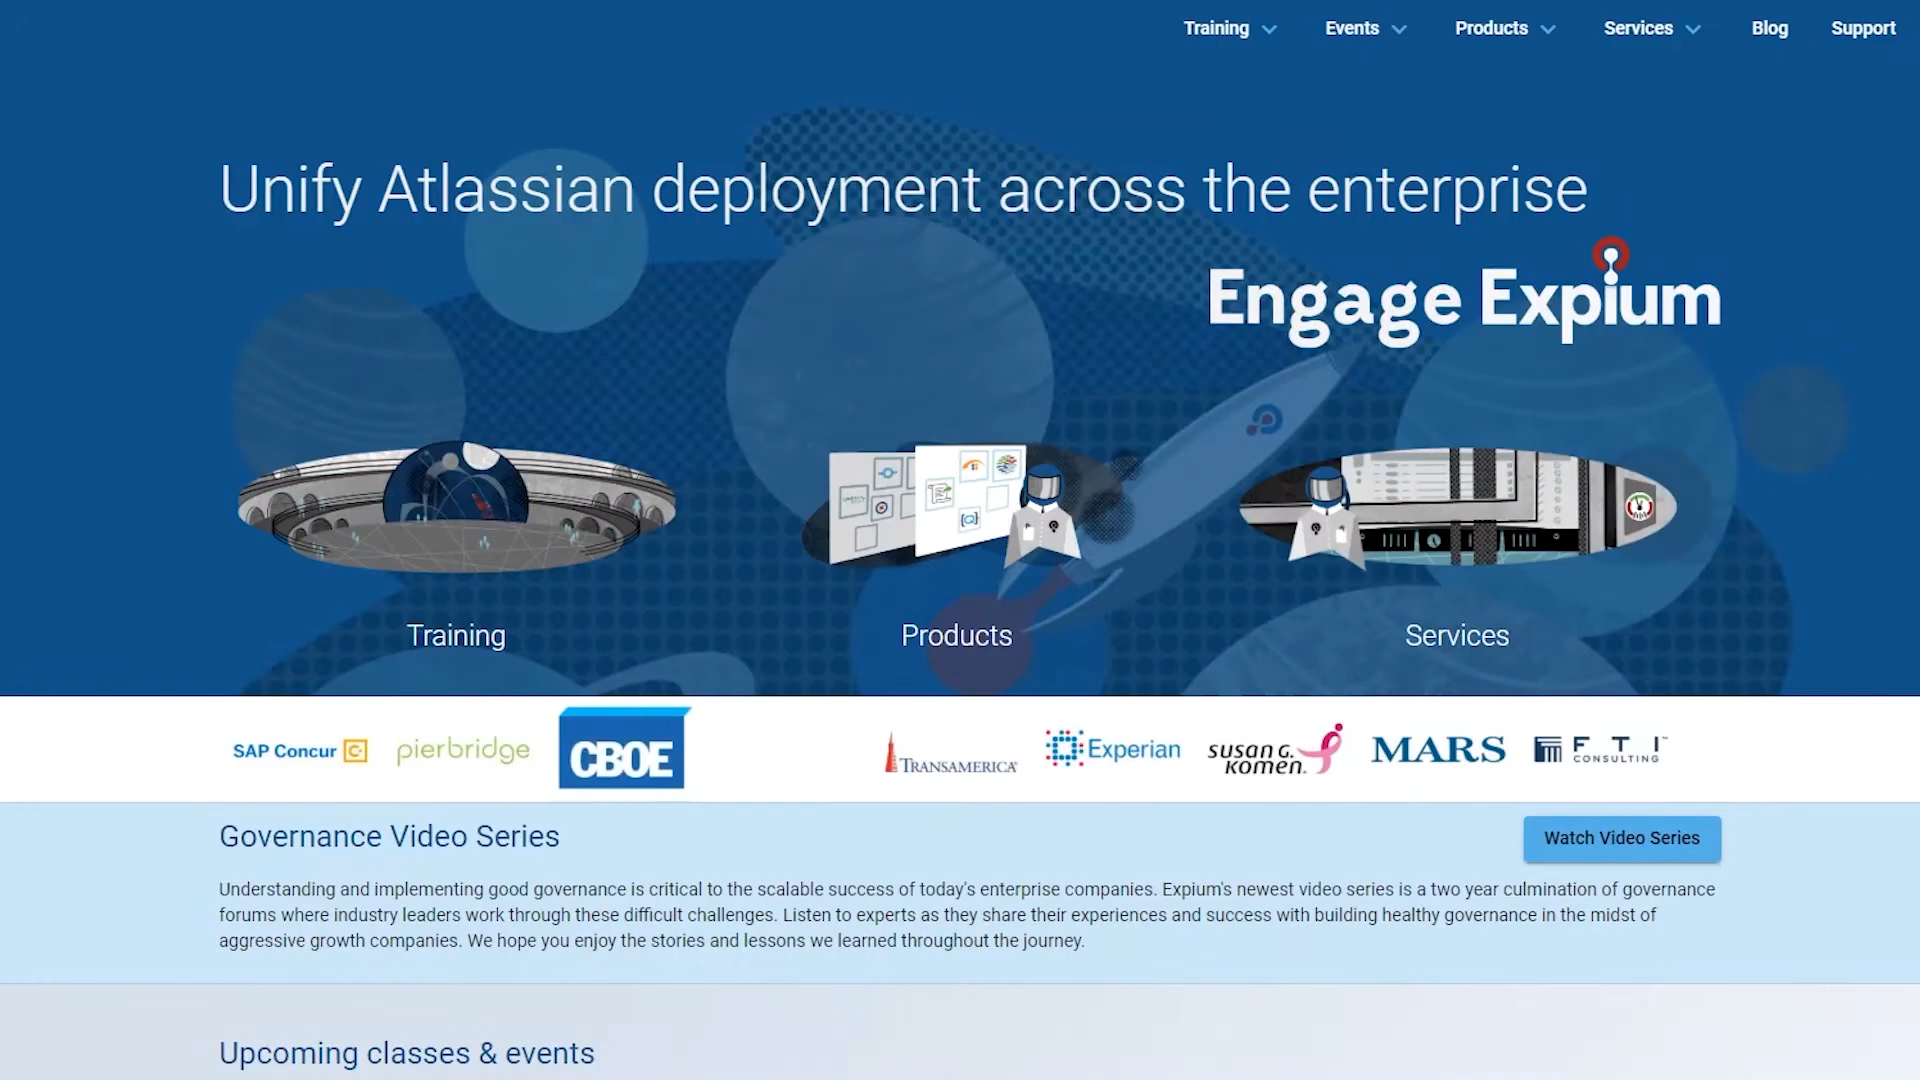 Training
Events
Products
Services
Blog
Support
Unify Atlassian deployment across the enterprise
Engage Expium
Training
Products
Services
SAP Concur
pierbridge
CBOE
TRANSAMERICA
Experian
susan g. komen.
MARS
FTI CONSULTING™
Governance Video Series
Watch Video Series
Understanding and implementing good governance is critical to the scalable success of today's enterprise companies. Expium's newest video series is a two year culmination of governance
forums where industry leaders work through these difficult challenges. Listen to experts as they share their experiences and success with building healthy governance in the midst of
aggressive growth companies. We hope you enjoy the stories and lessons we learned throughout the journey.
Upcoming classes & events